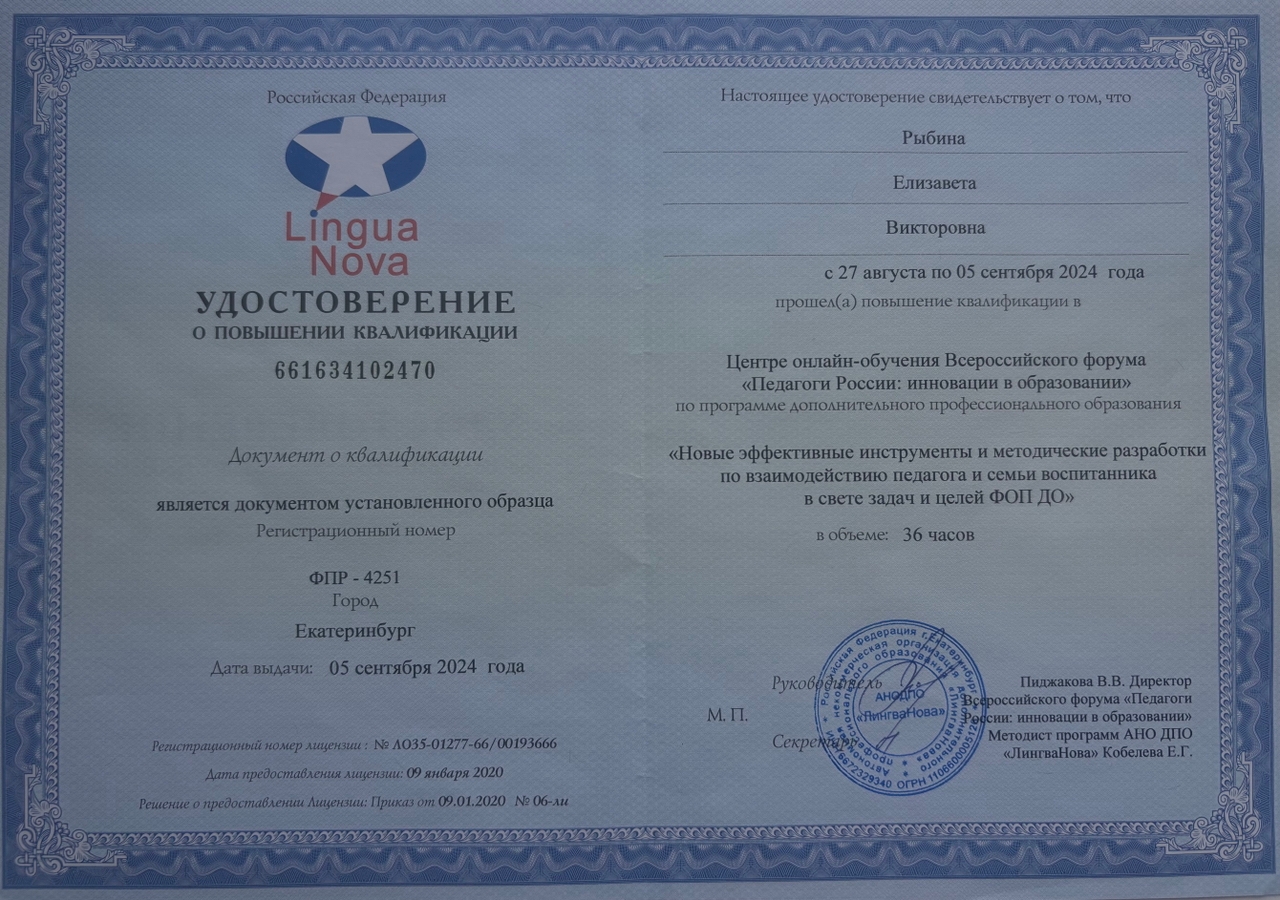 Российская Федерация
Lingua
Nova
УДОСТОВЕРЕНИЕ
О ПОВЫШЕНИИ КВАЛИФИКАЦИИ
661634102470
Документ о квалификации
является документом установленного образца
Регистрационный номер
ФПР - 4251
Город
Екатеринбург
Дата выдачи: 05 сентября 2024 года
Регистрационный номер лицензии : № ЛО35-01277-66/00193666
Дата предоставления лицензии: 09 января 2020
Решение о предоставлении Лицензии: Приказ от 09.01.2020 № 06-ли
Настоящее удостоверение свидетельствует о том, что
Рыбина
Елизавета
Викторовна
с 27 августа по 05 сентября 2024 года
прошел(а) повышение квалификации в
Центре онлайн-обучения Всероссийского форума
«Педагоги России: инновации в образовании»
по программе дополнительного профессионального образования
«Новые эффективные инструменты и методические разработки
по взаимодействию педагога и семьи воспитанника
в свете задач и целей ФОП ДО»
в объеме: 36 часов
Руководитель
М. П.
Секретарь
Пиджакова В.В. Директор
Всероссийского форума «Педагоги
России: инновации в образовании»
Методист программ АНО ДПО
«ЛингваНова» Кобелева Е.Г.
Российская Федерация г.Екатеринбург
некоммерческая организация
АНОДПО
«ЛингваНова»